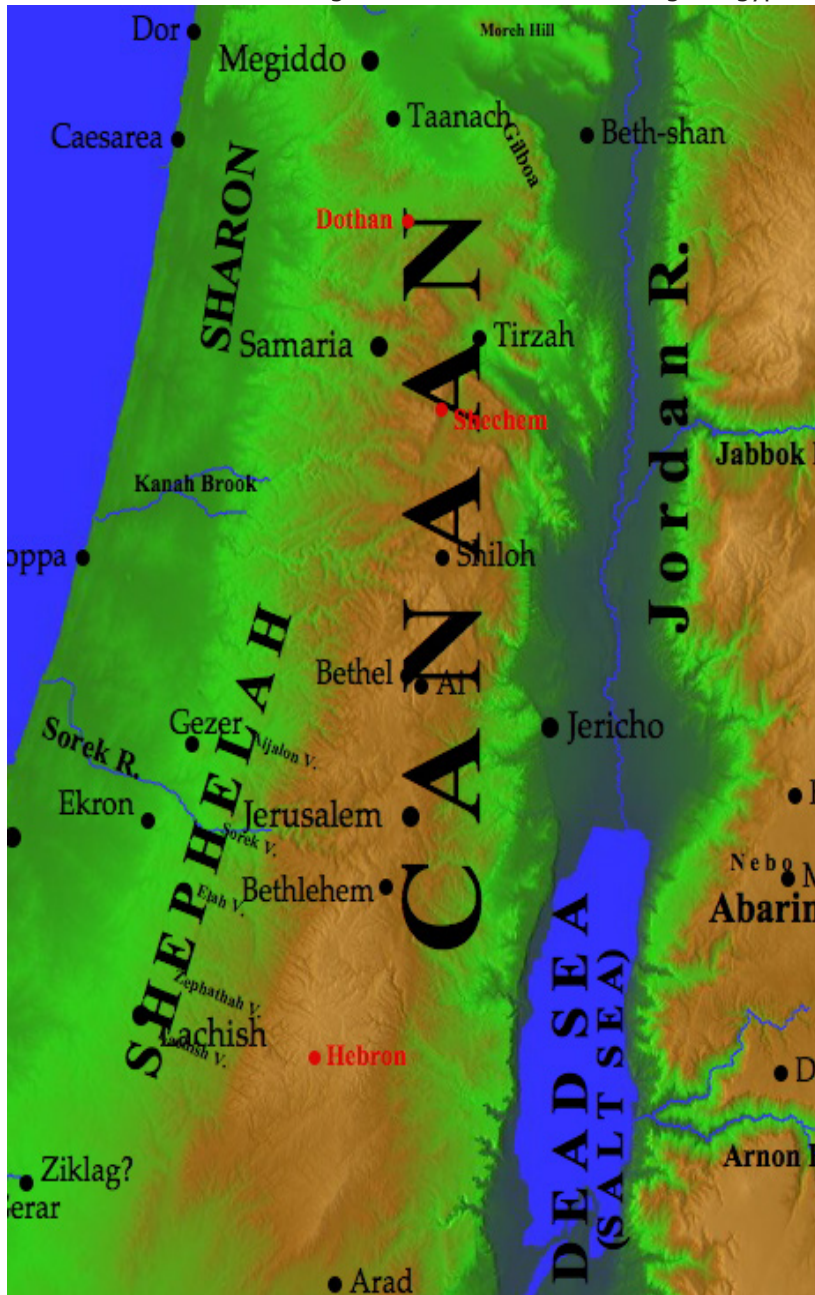 Dor
Moreh Hill
Megiddo
Taanach
Caesarea
Beth-shan
Gilboa
SHARON
Dothan
CANAAN
Jordan R.
Samaria
Tirzah
Shechem
Jabbok
Kanah Brook
oppa
Shiloh
SHEPHELAH
Bethel
Ai
Gezer
Jericho
Sorek R.
Aijalon V.
Ekron
Jerusalem
Sorek V.
Nebo
Bethlehem
Elah V.
M
Abarin
DEAD SEA
(SALT SEA)
Zephathah V.
Lachish
Lachish V.
Hebron
D
Arnon
Ziklag?
Gerar
Arad